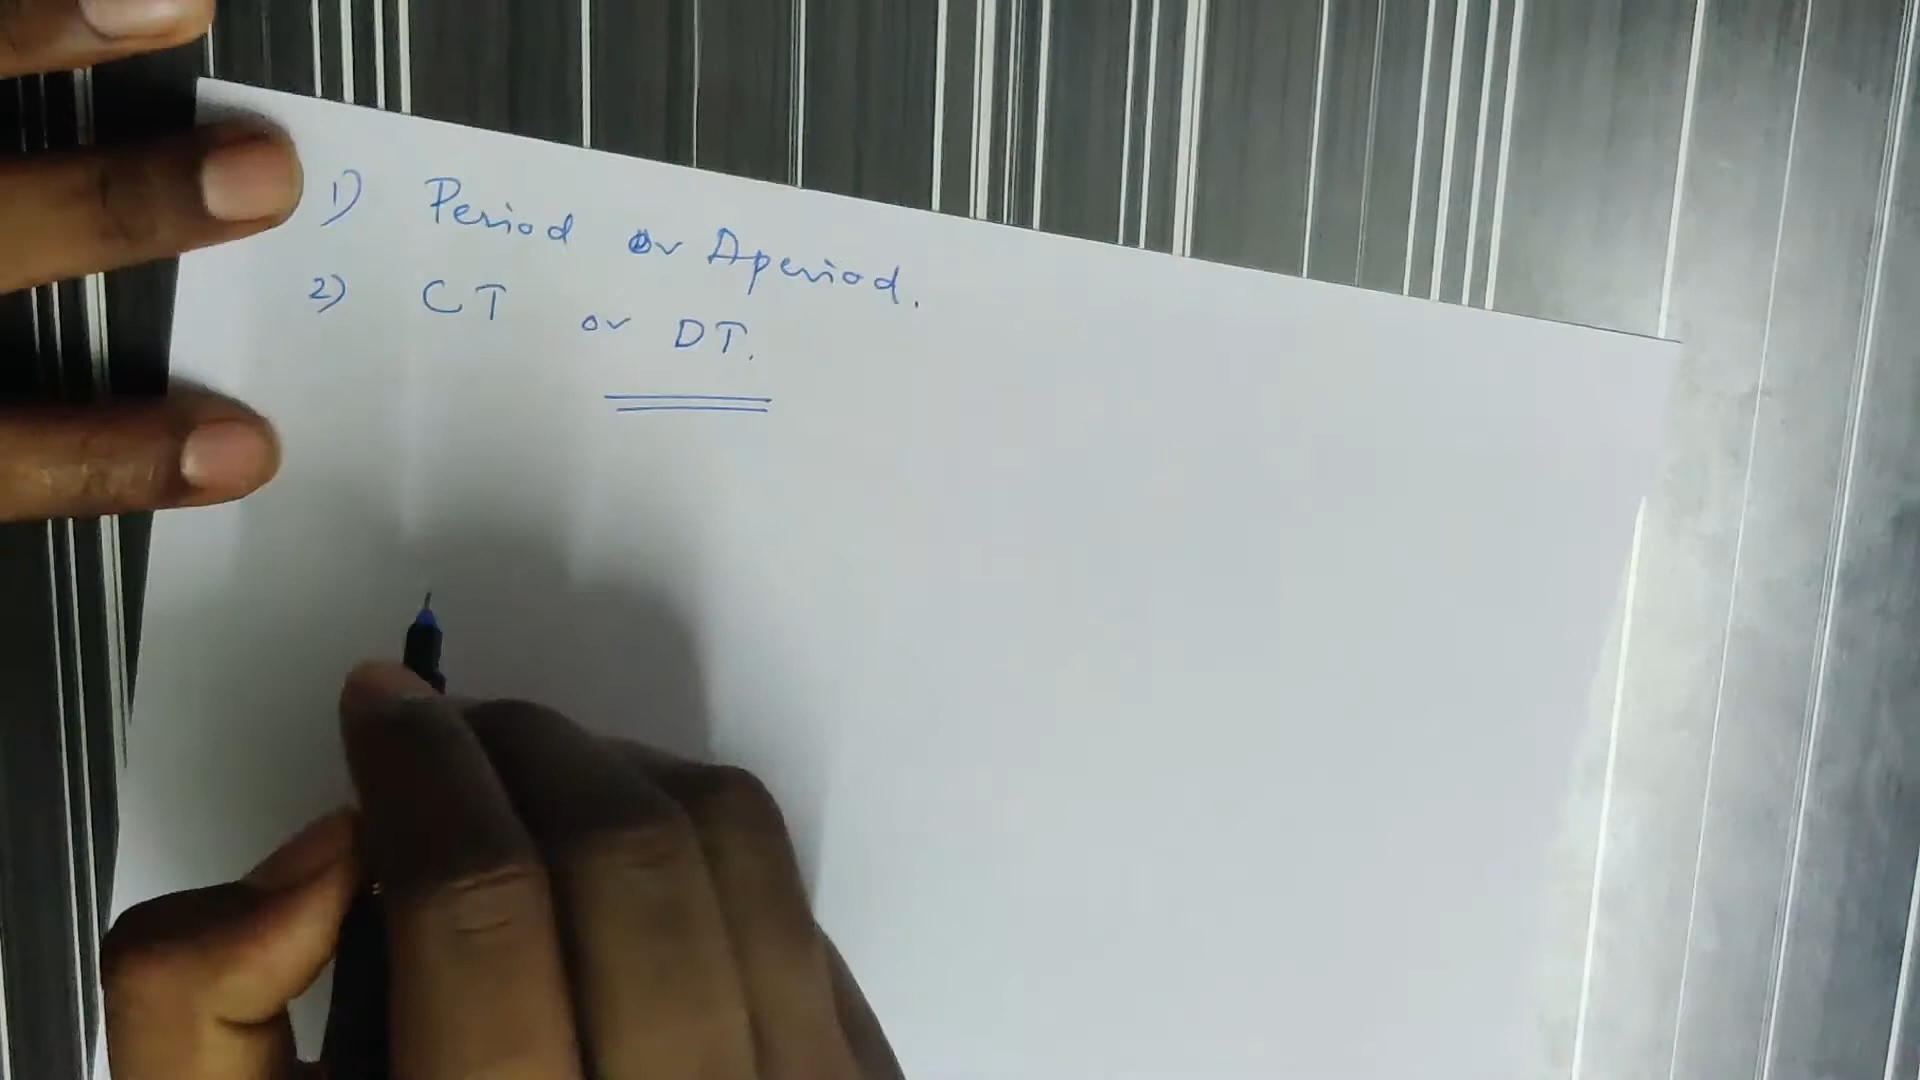 1) Period or Aperiod.
2) CT or DT.